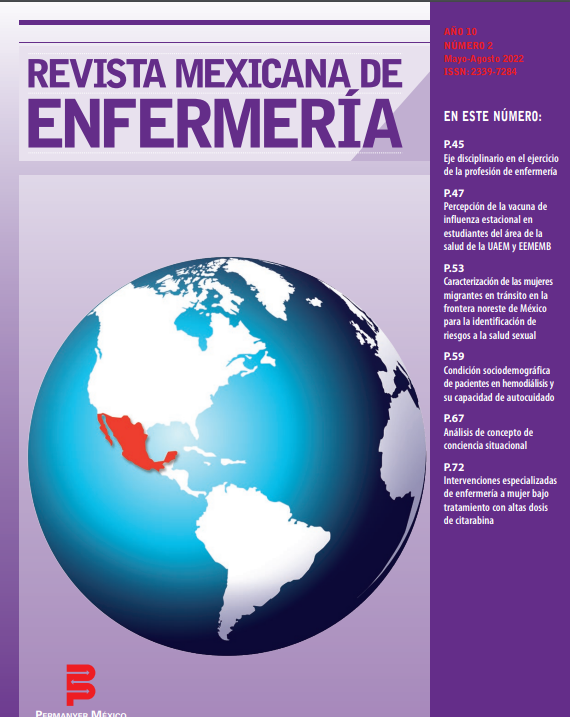 REVISTA MEXICANA DE
ENFERMERÍA
AÑO 10
NÚMERO 2
Mayo-Agosto 2022
ISSN: 2339-7284
EN ESTE NÚMERO:
P.45
Eje disciplinario en el ejercicio
de la profesión de enfermería
P.47
Percepción de la vacuna de
influenza estacional en
estudiantes del área de la
salud de la UAEM y EEMEMB
P.53
Caracterización de las mujeres
migrantes en tránsito en la
frontera noreste de México
para la identificación de
riesgos a la salud sexual
P.59
Condición sociodemográfica
de pacientes en hemodiálisis y
su capacidad de autocuidado
P.67
Análisis de concepto de
conciencia situacional
P.72
Intervenciones especializadas
de enfermería a mujer bajo
tratamiento con altas dosis
de citarabina
PERMANYER MÉXICO